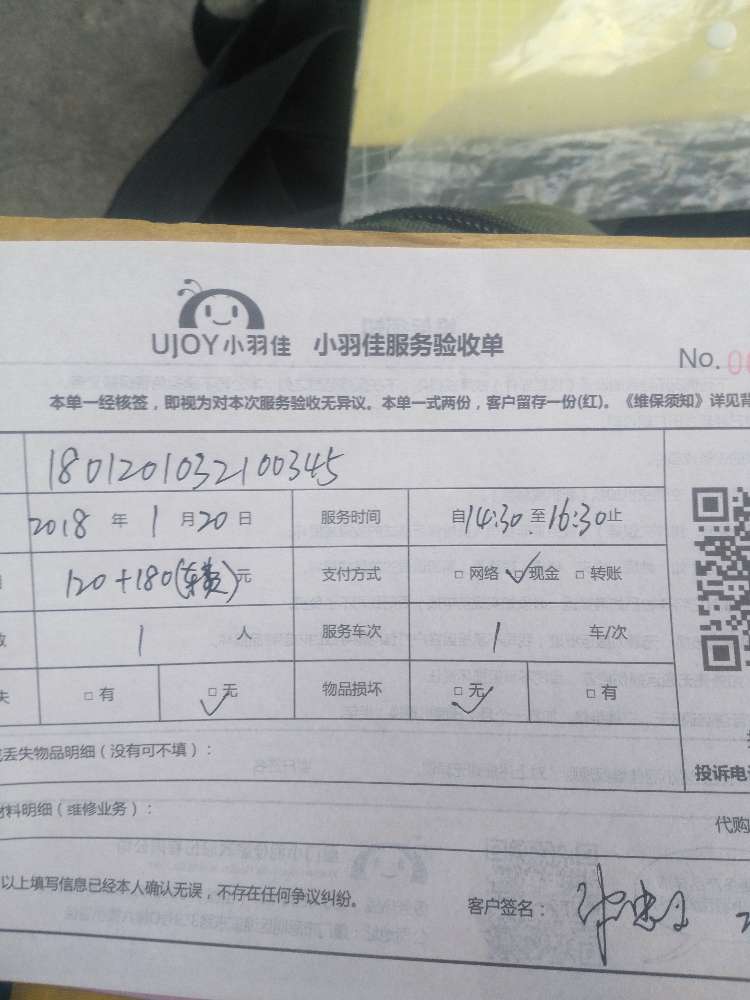 UJOY小羽佳 小羽佳服务验收单
No. 0
本单一经核签，即视为对本次服务验收无异议。本单一式两份，客户留存一份(红)。《维保须知》详见背
1801201032100345
2018 年 1 月 20 日 服务时间 自14:30至16:30止
120+180(车费)元 支付方式 □ 网络 □ 现金 □ 转账
1 人 服务车次 1 车/次
失 □ 有 □ 无 物品损坏 □ 无 □ 有
丢失物品明细（没有可不填）：
投诉电
材料明细（维修业务）：
代购
以上填写信息已经本人确认无误，不存在任何争议纠纷。
客户签名：